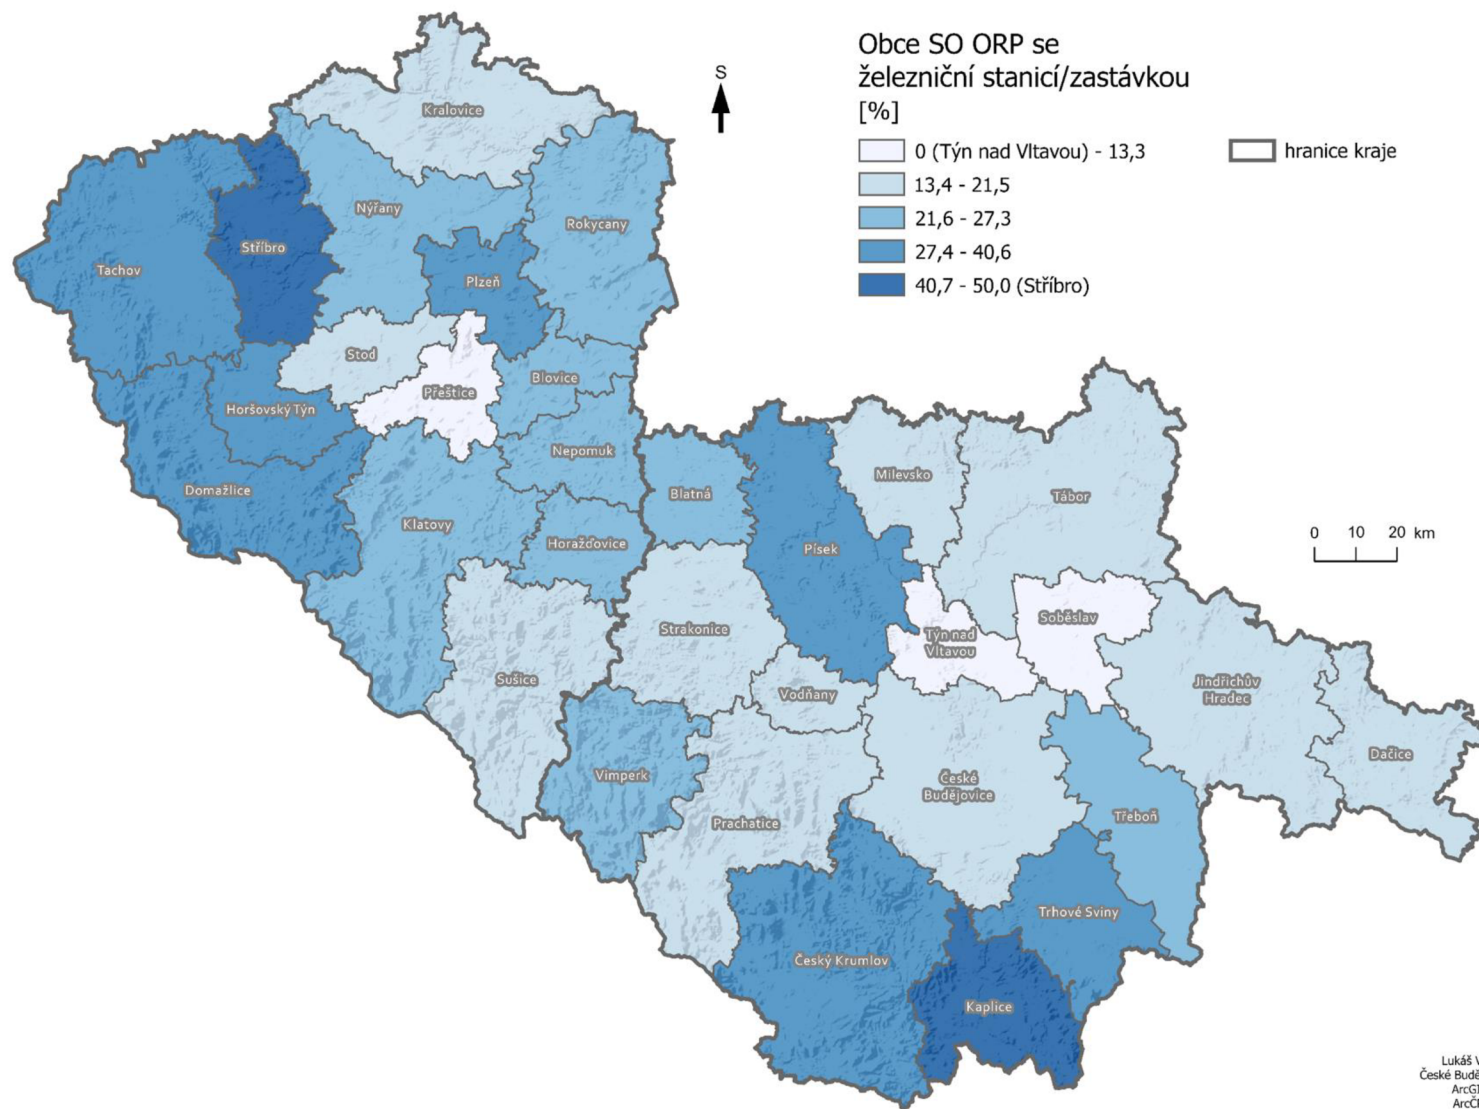 Obce SO ORP se
železniční stanicí/zastávkou
[%]
0 (Týn nad Vltavou) - 13,3
hranice kraje
13,4 - 21,5
21,6 - 27,3
27,4 - 40,6
40,7 - 50,0 (Stříbro)
S
Kralovice
Nýřany
Rokycany
Stříbro
Tachov
Plzeň
Stod
Blovice
Přeštice
Horšovský Týn
Nepomuk
Domažlice
Blatná
Milevsko
Tábor
Klatovy
Horažďovice
Písek
0 10 20 km
Soběslav
Strakonice
Týn nad
Vltavou
Sušice
Vodňany
Jindřichův
Hradec
Dačice
Vimperk
České
Budějovice
Třeboň
Prachatice
Trhové Sviny
Český Krumlov
Kaplice
Lukáš
České